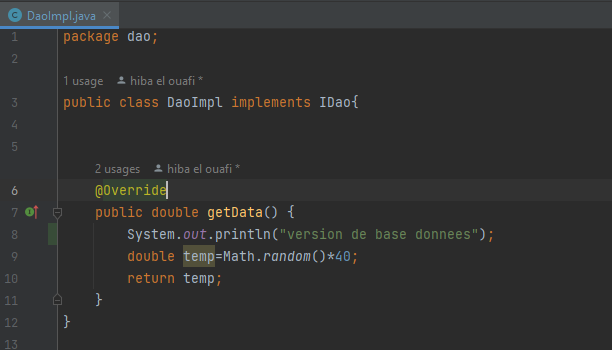 DaoImpl.java
1 package dao;
2
1 usage hiba el ouafi *
3 public class DaoImpl implements IDao{
4
5
2 usages hiba el ouafi *
6 @Override
7 public double getData() {
8 System.out.println("version de base donnees");
9 double temp=Math.random()*40;
10 return temp;
11 }
12 }
13